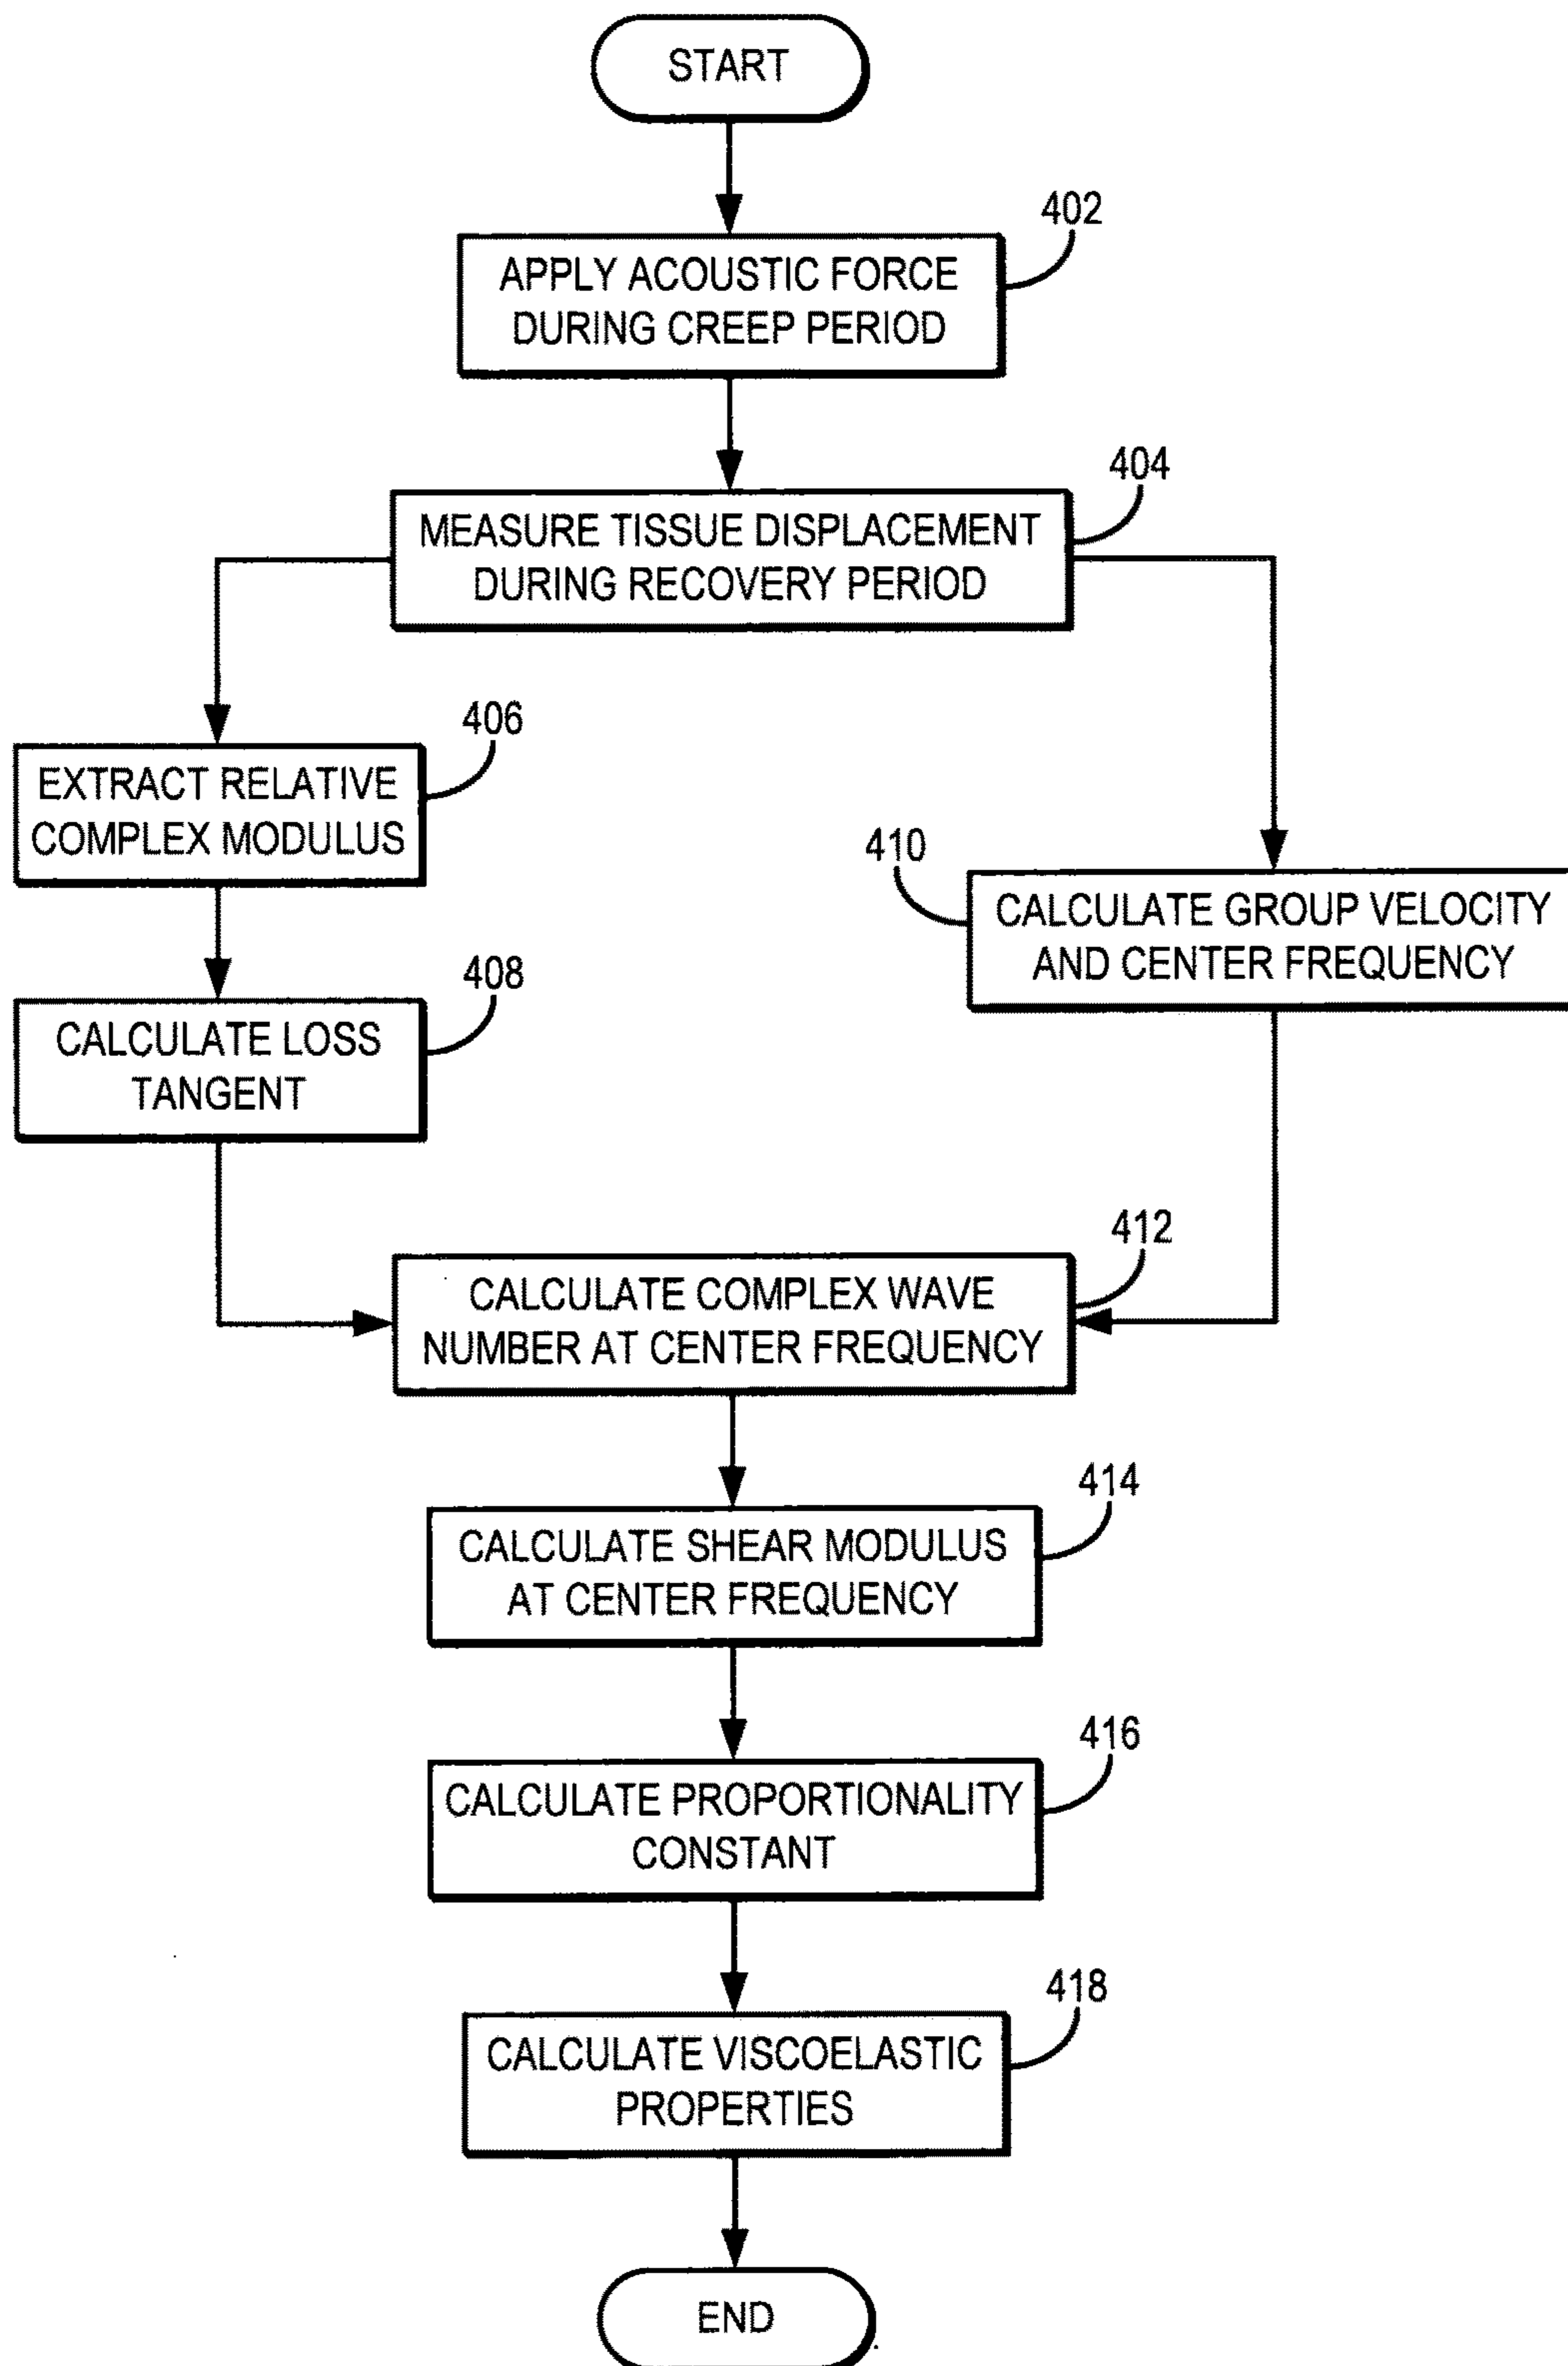 START
402
APPLY ACOUSTIC FORCE
DURING CREEP PERIOD
404
MEASURE TISSUE DISPLACEMENT
DURING RECOVERY PERIOD
406
EXTRACT RELATIVE
COMPLEX MODULUS
408
CALCULATE LOSS
TANGENT
410
CALCULATE GROUP VELOCITY
AND CENTER FREQUENCY
412
CALCULATE COMPLEX WAVE
NUMBER AT CENTER FREQUENCY
414
CALCULATE SHEAR MODULUS
AT CENTER FREQUENCY
416
CALCULATE PROPORTIONALITY
CONSTANT
418
CALCULATE VISCOELASTIC
PROPERTIES
END